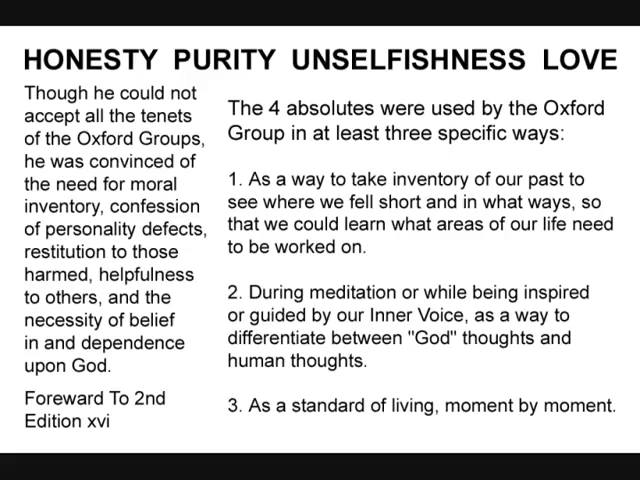 HONESTY PURITY UNSELFISHNESS LOVE
Though he could not
accept all the tenets
of the Oxford Groups,
he was convinced of
the need for moral
inventory, confession
of personality defects,
restitution to those
harmed, helpfulness
to others, and the
necessity of belief
in and dependence
upon God.
Foreward To 2nd
Edition xvi
The 4 absolutes were used by the Oxford
Group in at least three specific ways:
1. As a way to take inventory of our past to
see where we fell short and in what ways, so
that we could learn what areas of our life need
to be worked on.
2. During meditation or while being inspired
or guided by our Inner Voice, as a way to
differentiate between "God" thoughts and
human thoughts.
3. As a standard of living, moment by moment.